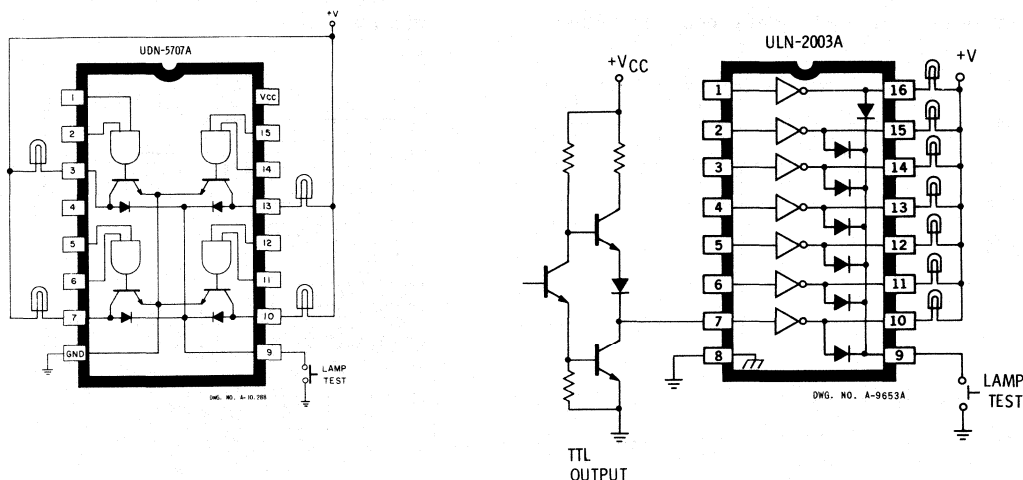 +V
UDN-5707A
1
2
3
4
5
6
7
GND
VCC
15
14
13
12
11
10
9
LAMP
TEST
DWG. NO. A-10,288
ULN-2003A
+VCC
+V
1
2
3
4
5
6
7
8
16
15
14
13
12
11
10
9
LAMP
TEST
DWG. NO. A-9653A
TTL
OUTPUT